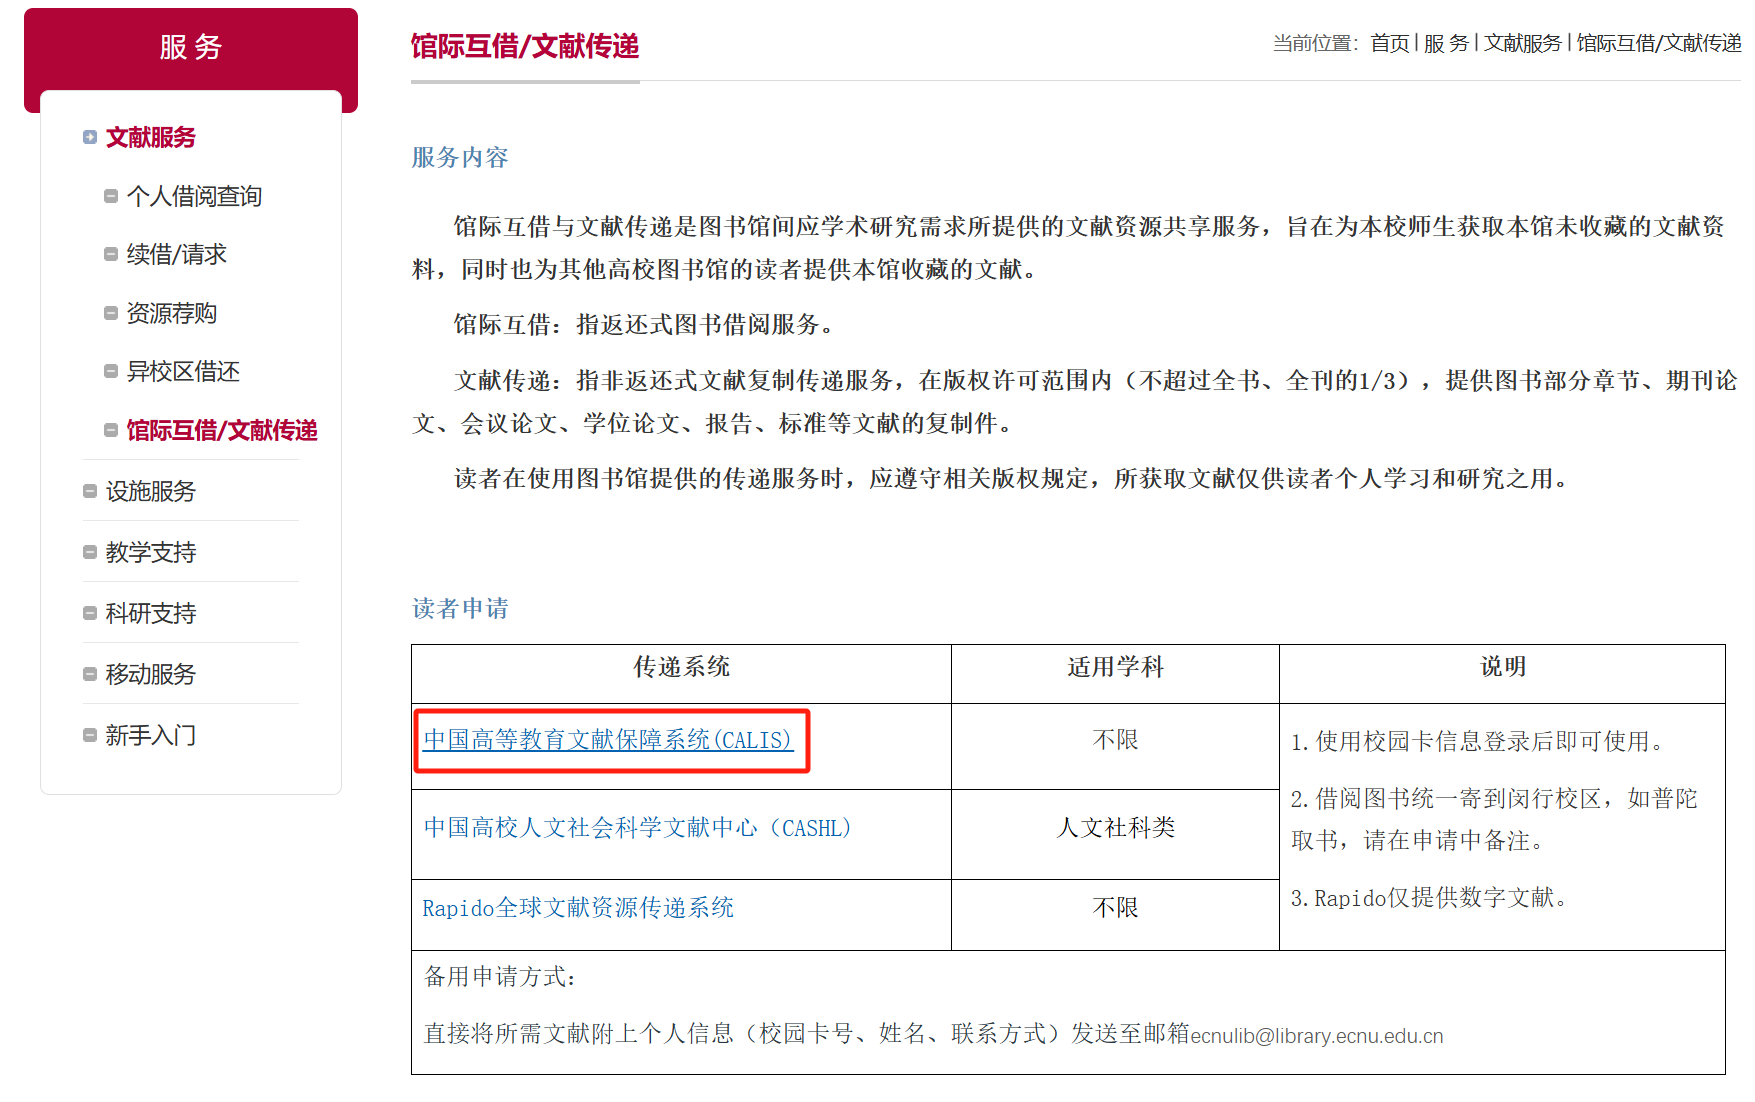 服 务
文献服务
个人借阅查询
续借/请求
资源荐购
异校区借还
馆际互借/文献传递
设施服务
教学支持
科研支持
移动服务
新手入门
馆际互借/文献传递
当前位置：首页 | 服 务 | 文献服务 | 馆际互借/文献传递
服务内容
馆际互借与文献传递是图书馆间应学术研究需求所提供的文献资源共享服务，旨在为本校师生获取本馆未收藏的文献资
料，同时也为其他高校图书馆的读者提供本馆收藏的文献。
馆际互借：指返还式图书借阅服务。
文献传递：指非返还式文献复制传递服务，在版权许可范围内（不超过全书、全刊的1/3），提供图书部分章节、期刊论
文、会议论文、学位论文、报告、标准等文献的复制件。
读者在使用图书馆提供的传递服务时，应遵守相关版权规定，所获取文献仅供读者个人学习和研究之用。
读者申请
传递系统 适用学科 说明
中国高等教育文献保障系统(CALIS) 不限
中国高校人文社会科学文献中心（CASHL） 人文社科类
Rapido全球文献资源传递系统 不限
1.使用校园卡信息登录后即可使用。
2.借阅图书统一寄到闵行校区，如普陀
取书，请在申请中备注。
3.Rapido仅提供数字文献。
备用申请方式：
直接将所需文献附上个人信息（校园卡号、姓名、联系方式）发送至邮箱ecnulib@library.ecnu.edu.cn